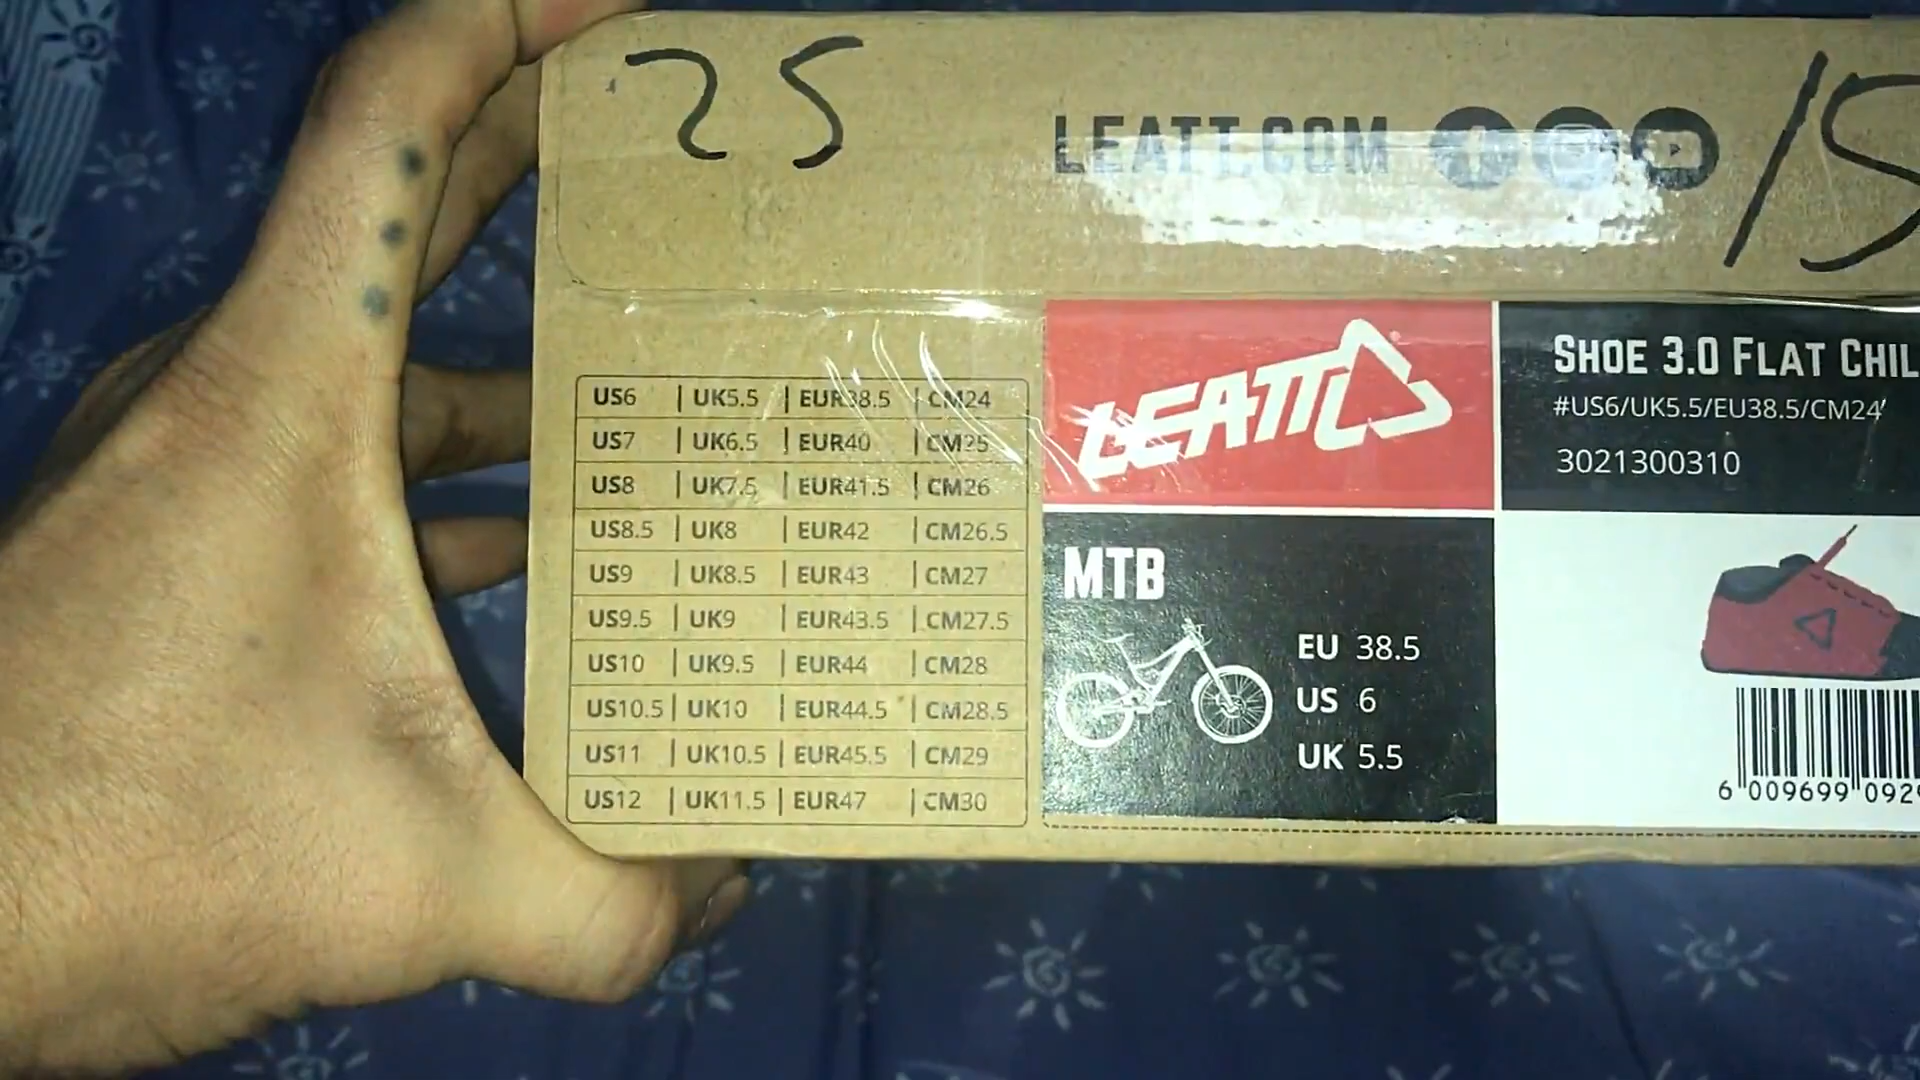 25
LEATT.COM
/15
US6 | UK5.5 | EUR38.5 | CM24
US7 | UK6.5 | EUR40 | CM25
US8 | UK7.5 | EUR41.5 | CM26
US8.5 | UK8 | EUR42 | CM26.5
US9 | UK8.5 | EUR43 | CM27
US9.5 | UK9 | EUR43.5 | CM27.5
US10 | UK9.5 | EUR44 | CM28
US10.5 | UK10 | EUR44.5 | CM28.5
US11 | UK10.5 | EUR45.5 | CM29
US12 | UK11.5 | EUR47 | CM30
LEATT
SHOE 3.0 FLAT CHIL
#US6/UK5.5/EU38.5/CM24
3021300310
MTB
EU 38.5
US 6
UK 5.5
6 009699 092